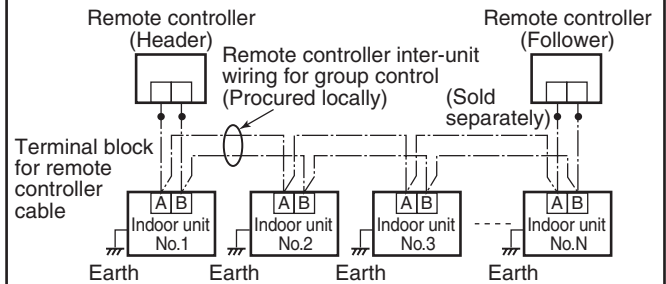 Remote controller
(Header)
Remote controller
(Follower)
Remote controller inter-unit
wiring for group control
(Procured locally)
(Sold
separately)
Terminal block
for remote
controller
cable
A B
A B
A B
A B
Indoor unit
No.1
Indoor unit
No.2
Indoor unit
No.3
Indoor unit
No.N
Earth
Earth
Earth
Earth